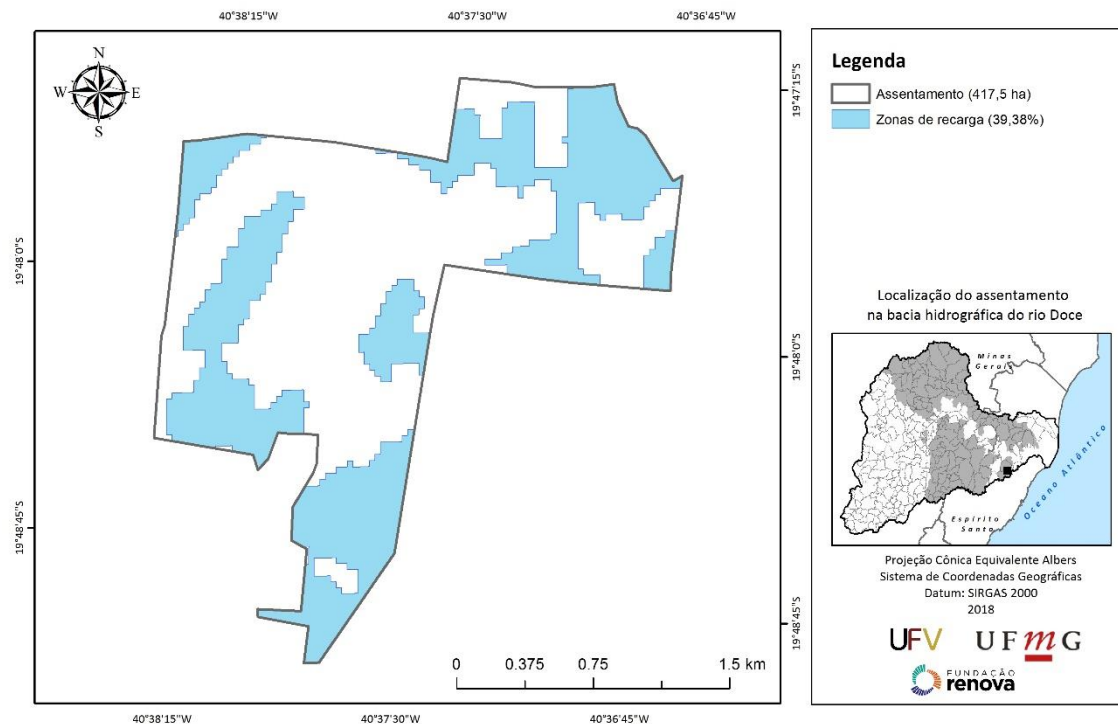 40°38'15"W
40°37'30"W
40°36'45"W
N
W
E
S
19°48'0"S
19°48'45"S
19°47'15"S
19°48'0"S
19°48'45"S
0
0.375
0.75
1.5 km
40°38'15"W
40°37'30"W
40°36'45"W
Legenda
Assentamento (417,5 ha)
Zonas de recarga (39,38%)
Localização do assentamento
na bacia hidrográfica do rio Doce
Minas
Gerais
Espírito
Santo
Oceano Atlântico
Projeção Cônica Equivalente Albers
Sistema de Coordenadas Geográficas
Datum: SIRGAS 2000
2018
UFV
UFmG
FUNDAÇÃO
renova